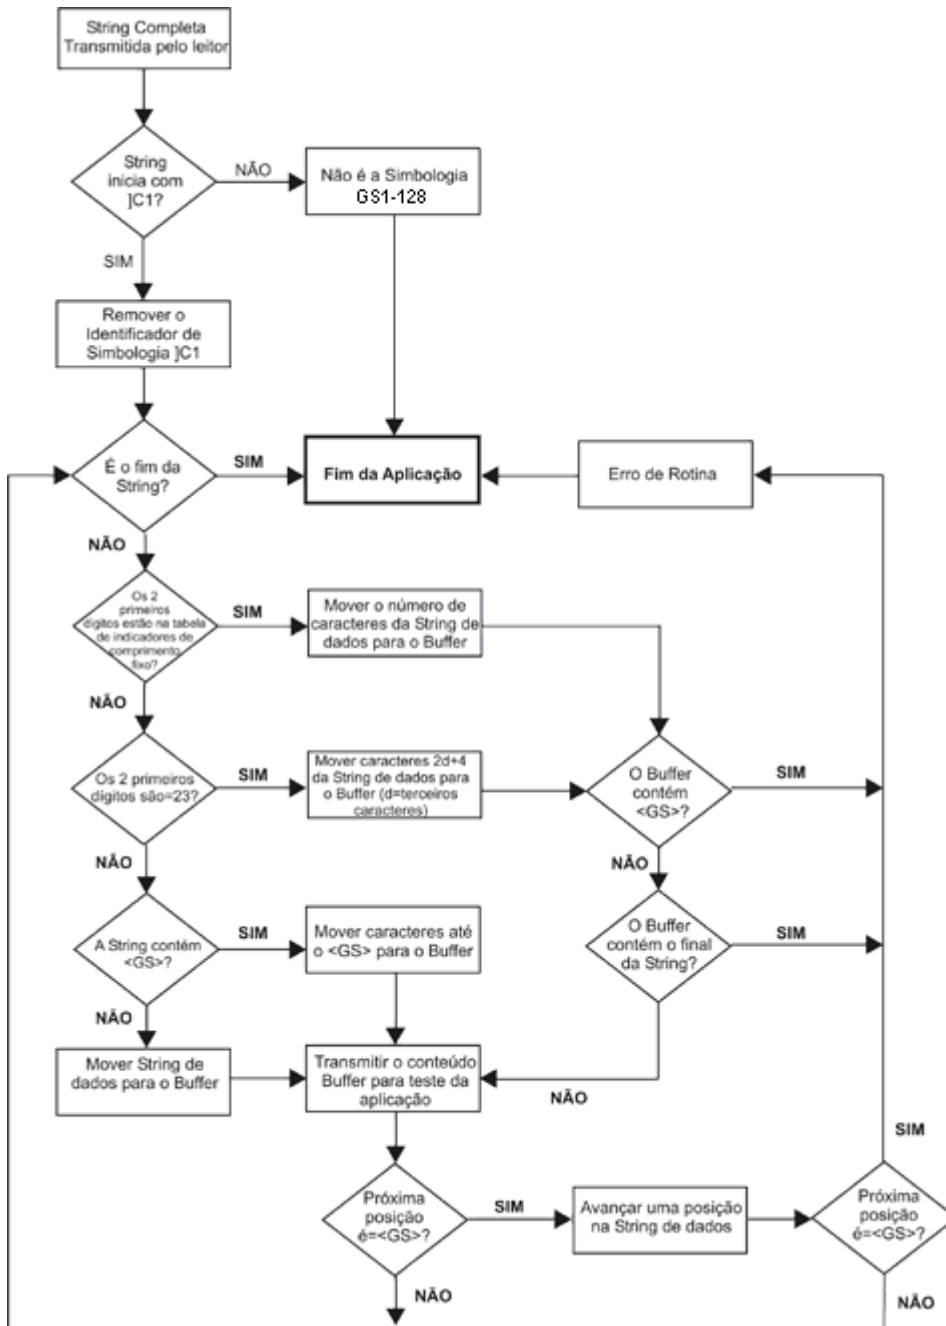 String Completa
Transmitida pelo leitor
String
inicia com
]C1?
NÃO
Não é a Simbologia
GS1-128
SIM
Remover o
Identificador de
Simbologia ]C1
É o fim da
String?
SIM
Fim da Aplicação
Erro de Rotina
NÃO
Os 2
primeiros
dígitos estão na tabela
de indicadores de
comprimento
fixo?
SIM
Mover o número de
caracteres da String de
dados para o Buffer
NÃO
Os 2 primeiros
dígitos são=23?
SIM
Mover caracteres 2d+4
da String de dados para
o Buffer (d=terceiros
caracteres)
O Buffer
contém
<GS>?
SIM
NÃO
NÃO
A String contém
<GS>?
SIM
Mover caracteres até
o <GS> para o Buffer
O Buffer
contém o final
da String?
SIM
NÃO
Mover String de
dados para o Buffer
Transmitir o conteúdo
Buffer para teste da
aplicação
NÃO
SIM
Próxima
posição
é=<GS>?
SIM
Avançar uma posição
na String de dados
Próxima
posição
é=<GS>?
NÃO
NÃO